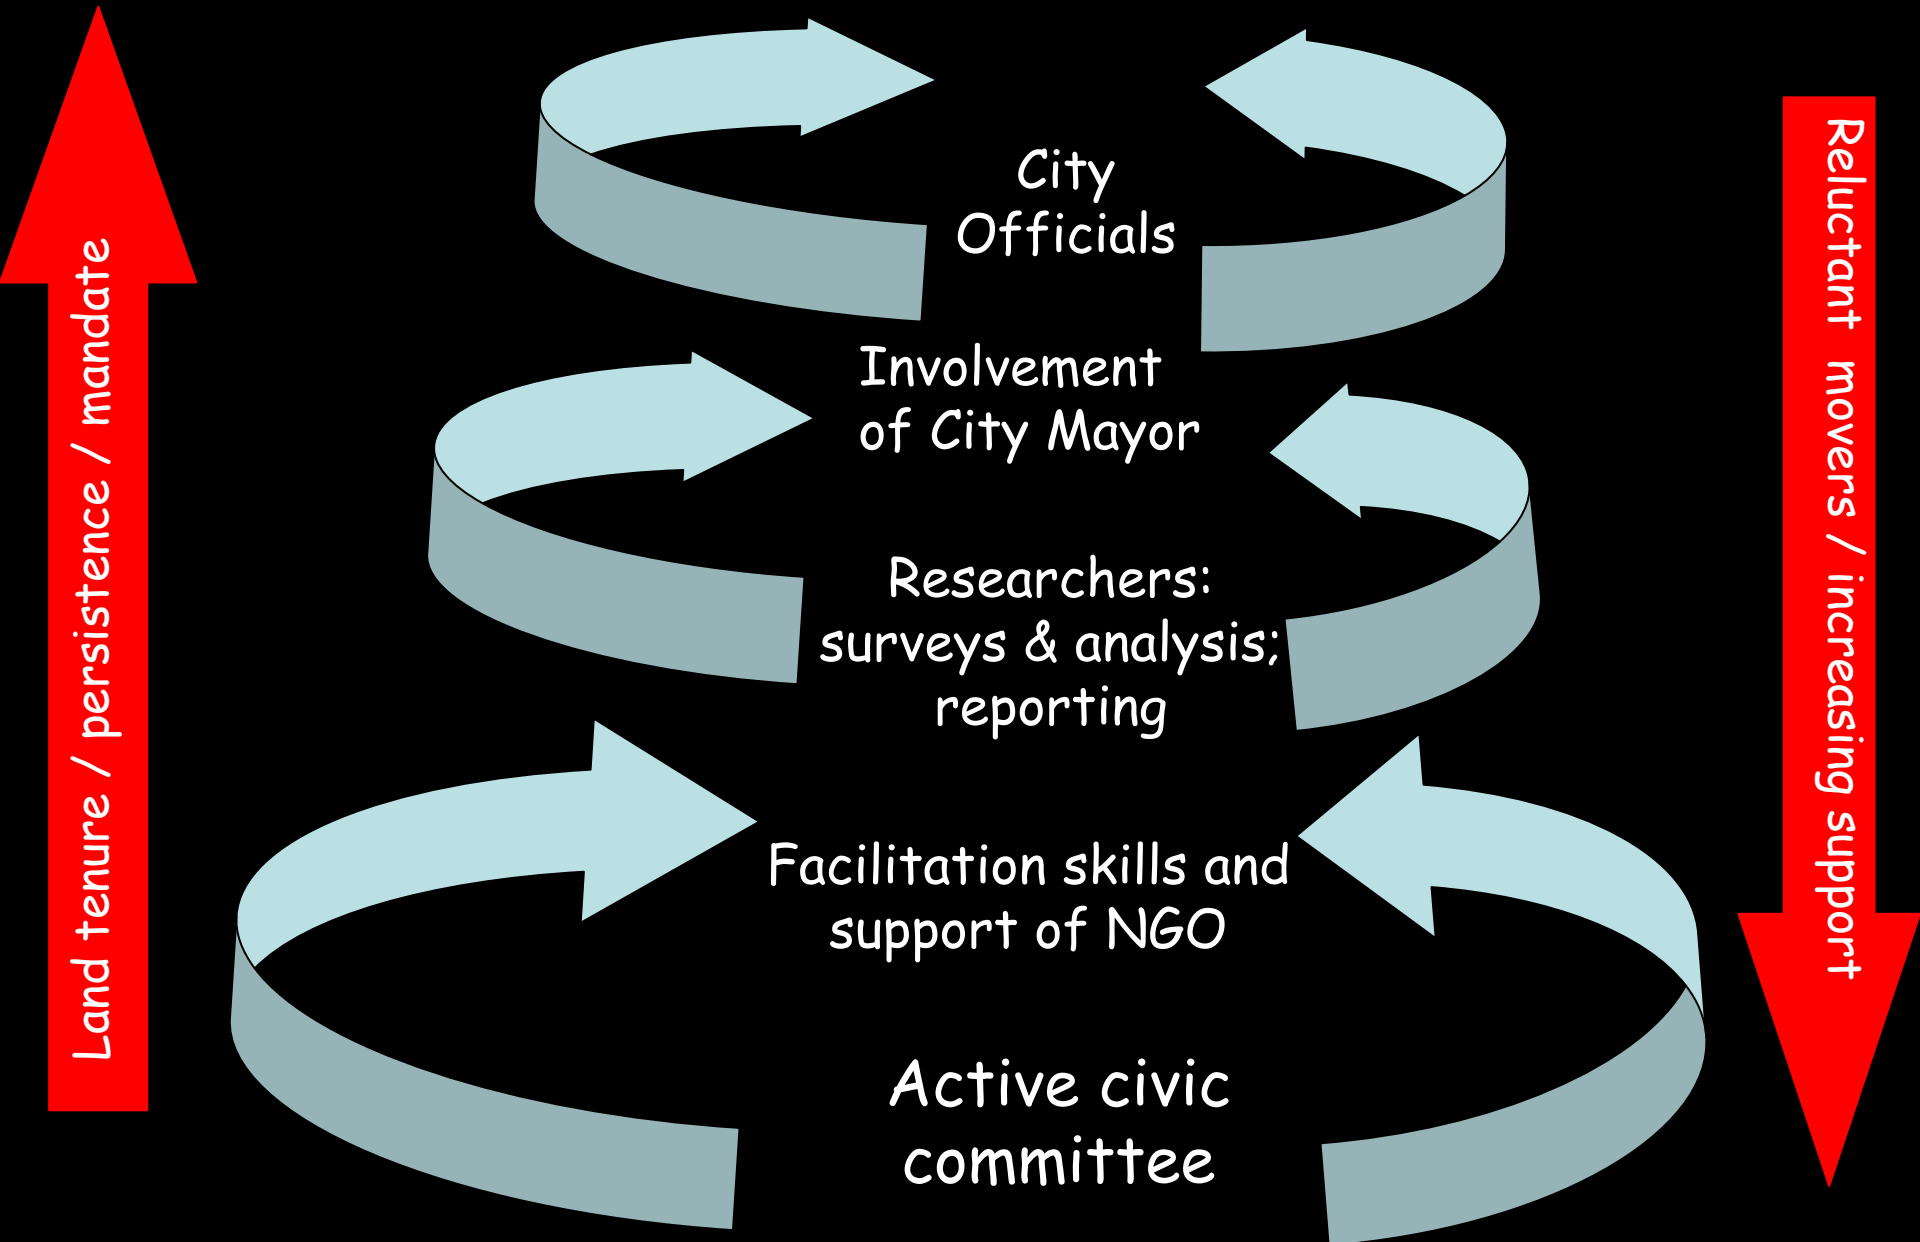 City
Officials
Involvement
of City Mayor
Researchers:
surveys & analysis;
reporting
Facilitation skills and
support of NGO
Active civic
committee
Land tenure / persistence / mandate
Reluctant movers / increasing support